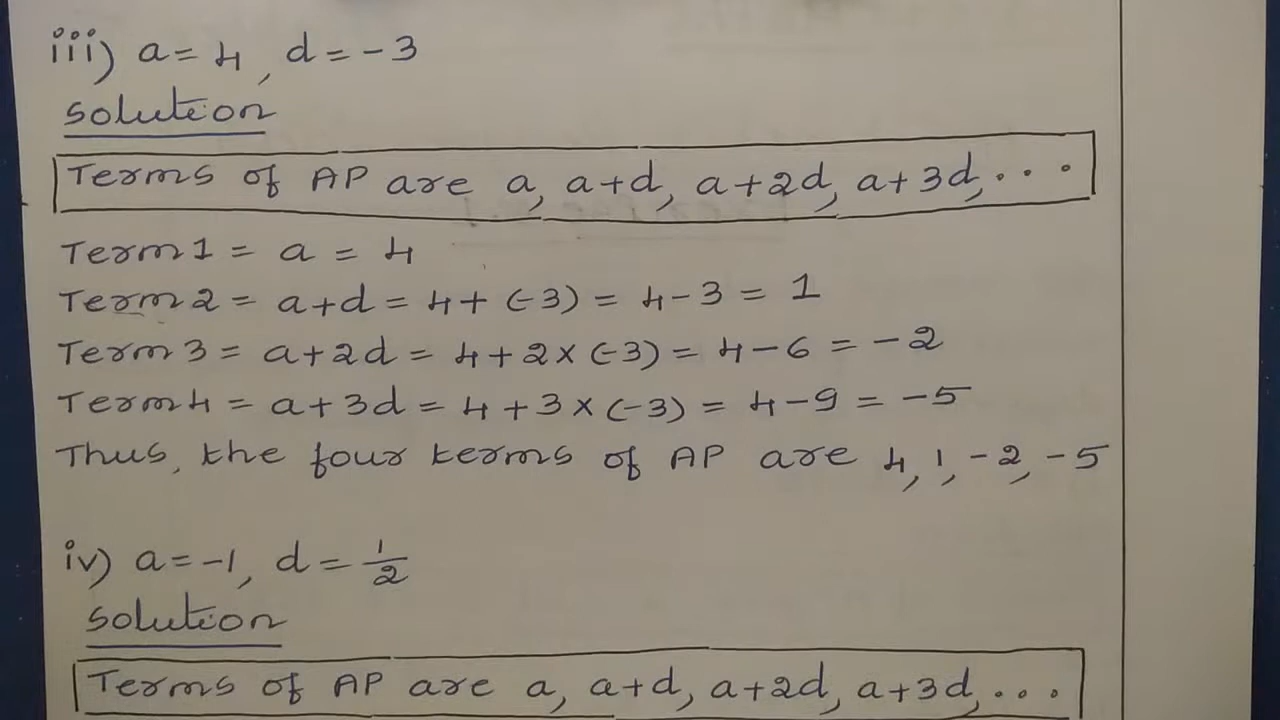 iii) a = 4, d = -3
Solution
Terms of AP are a, a+d, a+2d, a+3d, ...
Term 1 = a = 4
Term 2 = a+d = 4+ (-3) = 4-3 = 1
Term 3 = a+2d = 4+2×(-3) = 4-6 = -2
Term 4 = a+3d = 4+3×(-3) = 4-9 = -5
Thus, the four terms of AP are 4, 1, -2, -5
iv) a = -1, d = 1/2
Solution
Terms of AP are a, a+d, a+2d, a+3d, ...